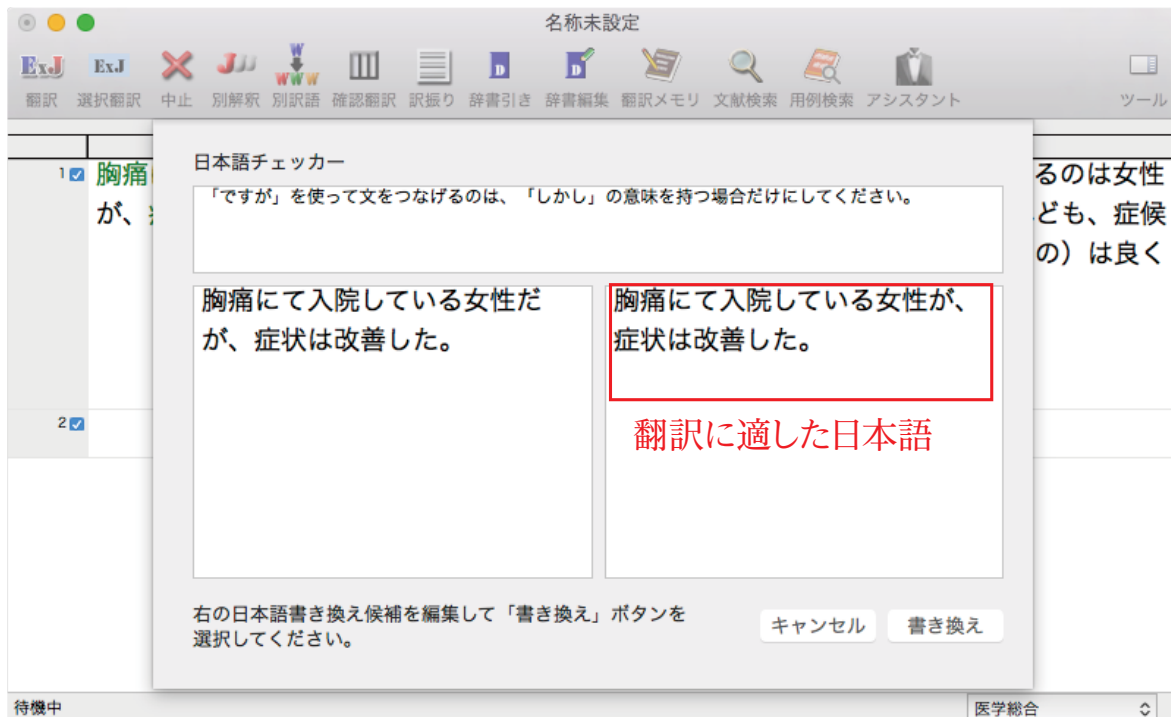 名称未設定
ExJ ExJ J W WWW D D
翻訳 選択翻訳 中止 別解釈 別訳語 確認翻訳 訳振り 辞書引き 辞書編集 翻訳メモリ 文献検索 用例検索 アシスタント ツール
日本語チェッカー
「ですが」を使って文をつなげるのは、「しかし」の意味を持つ場合だけにしてください。
1 胸痛
が、
るのは女性
ども、症候
の）は良く
胸痛にて入院している女性だ
が、症状は改善した。
胸痛にて入院している女性が、
症状は改善した。
翻訳に適した日本語
2
右の日本語書き換え候補を編集して「書き換え」ボタンを
選択してください。
キャンセル 書き換え
待機中 医学総合